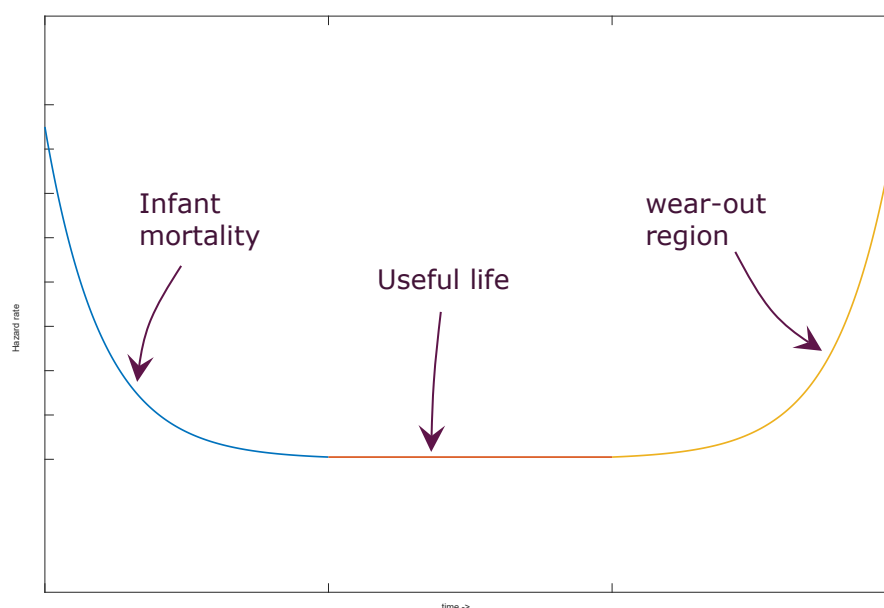 Infant
mortality
wear-out
region
Useful life
Hazard rate
time ->